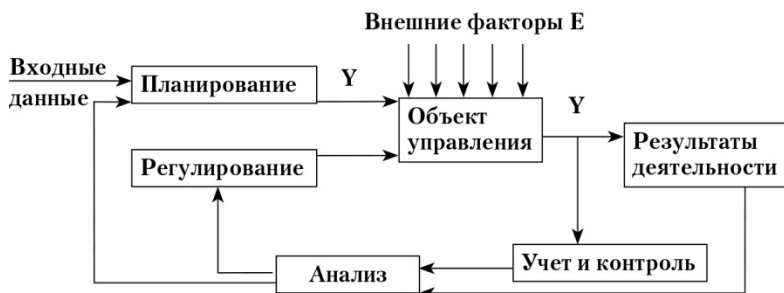 Внешние факторы E
Входные
данные
Планирование
Y
Объект
управления
Y
Результаты
деятельности
Регулирование
Учет и контроль
Анализ